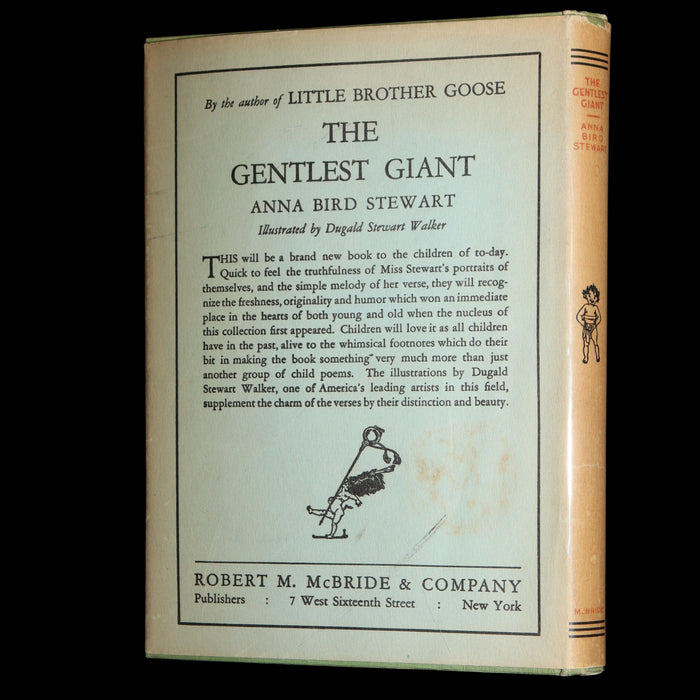 By the author of LITTLE BROTHER GOOSE
THE
GENTLEST GIANT
ANNA BIRD STEWART
Illustrated by Dugald Stewart Walker
THIS will be a brand new book to the children of to-day.
Quick to feel the truthfulness of Miss Stewart's portraits of
themselves, and the simple melody of her verse, they will recog-
nize the freshness, originality and humor which won an immediate
place in the hearts of both young and old when the nucleus of
this collection first appeared. Children will love it as all children
have in the past, alive to the whimsical footnotes which do their
bit in making the book something very much more than just
another group of child poems. The illustrations by Dugald
Stewart Walker, one of America's leading artists in this field,
supplement the charm of the verses by their distinction and beauty.
ROBERT M. McBRIDE & COMPANY
Publishers : 7 West Sixteenth Street : New York
THE
GENTLEST
GIANT
ANNA
BIRD
STEWART
McBRIDE